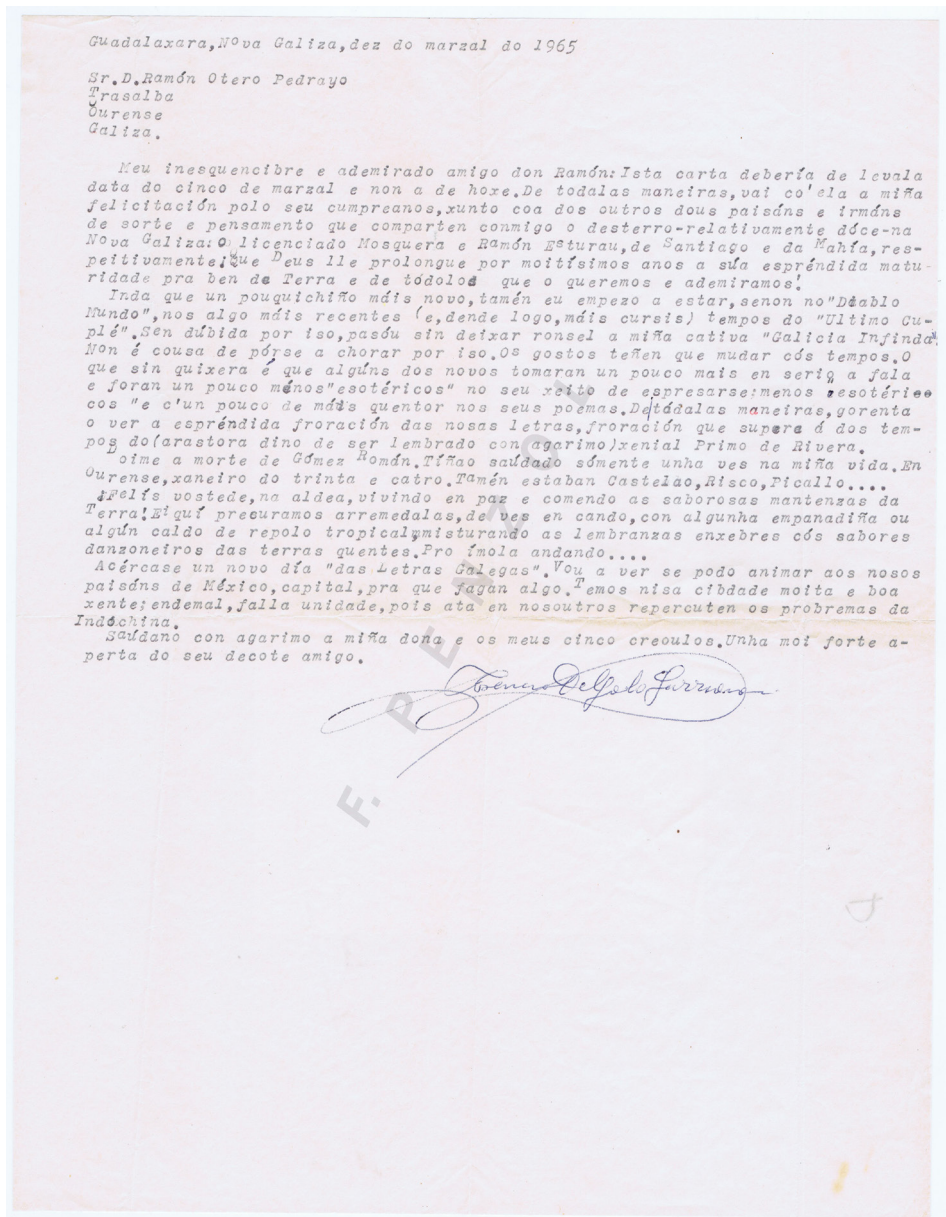 Guadalaxara,Nova Galiza,dez do marzal do 1965
Sr.D.Ramón Otero Pedrayo
Trasalba
Ourense
Galiza.
Meu inesquencibre e ademirado amigo don Ramón:Ista carta debería de levala
data do cinco de marzal e non a de hoxe.De todalas maneiras,vai co'ela a miña
felicitación polo seu cumpreanos,xunto coa dos outros dous paisáns e irmáns
de sorte e pensamento que comparten conmigo o desterro-relativamente dóce-na
Nova Galiza:O licenciado Mosquera e Ramón Esturau,de Santiago e da Mahía,res-
peitivamente¡Que Deus lle prolongue por moitísimos anos a súa espréndida matu-
ridade pra ben da Terra e de tódolos que o queremos e ademiramos!
Inda que un pouquichiño máis novo,tamén eu empezo a estar,senon no"Diablo
Mundo",nos algo máis recentes (e,dende logo,máis cursis) tempos do "Ultimo Cu-
plé".Sen dúbida por iso,pasóu sin deixar ronsel a miña cativa "Galicia Infinda".
Non é cousa de pórse a chorar por iso.Os gostos teñen que mudar cós tempos.O
que sin quixera é que algúns dos novos tomaran un pouco mais en serio a fala
e foran un pouco menos"esotéricos" no seu xeito de espresarse:menos esotéri
cos "e c'un pouco de máis quentor nos seus poemas.De tódalas maneiras,gorenta
o ver a espréndida froración das nosas letras,froración que supera á dos tem-
pos do(arastora dino de ser lembrado con agarimo)xenial Primo de Rivera.
Doime a morte de Gómez Román.Tíñao saúdado sómente unha ves na miña vida.En
Ourense,xaneiro do trinta e catro.Tamén estaban Castelao,Risco,Picallo....
¡Felís vostede,na aldea,vivindo en paz e comendo as saborosas mantenzas da
Terra!Eiquí precuramos arremedalas,de ves en cando,con algunha empanadiña ou
algún caldo de repolo tropical,misturando as lembranzas enxebres cós sabores
danzoneiros das terras quentes.Pro ímola andando....
Acércase un novo día "das Letras Galegas".Vou a ver se podo animar aos nosos
paisáns de México,capital,pra que fagan algo.Temos nisa cibdade moita e boa
xente;endemal,falla unidade,pois ata en nosoutros repercuten os probremas da
Indochina.
Saúdano con agarimo a miña dona e os meus cinco creoulos.Unha moi forte a-
perta do seu decote amigo.
Delgado Gurriaran
F. PENZOL